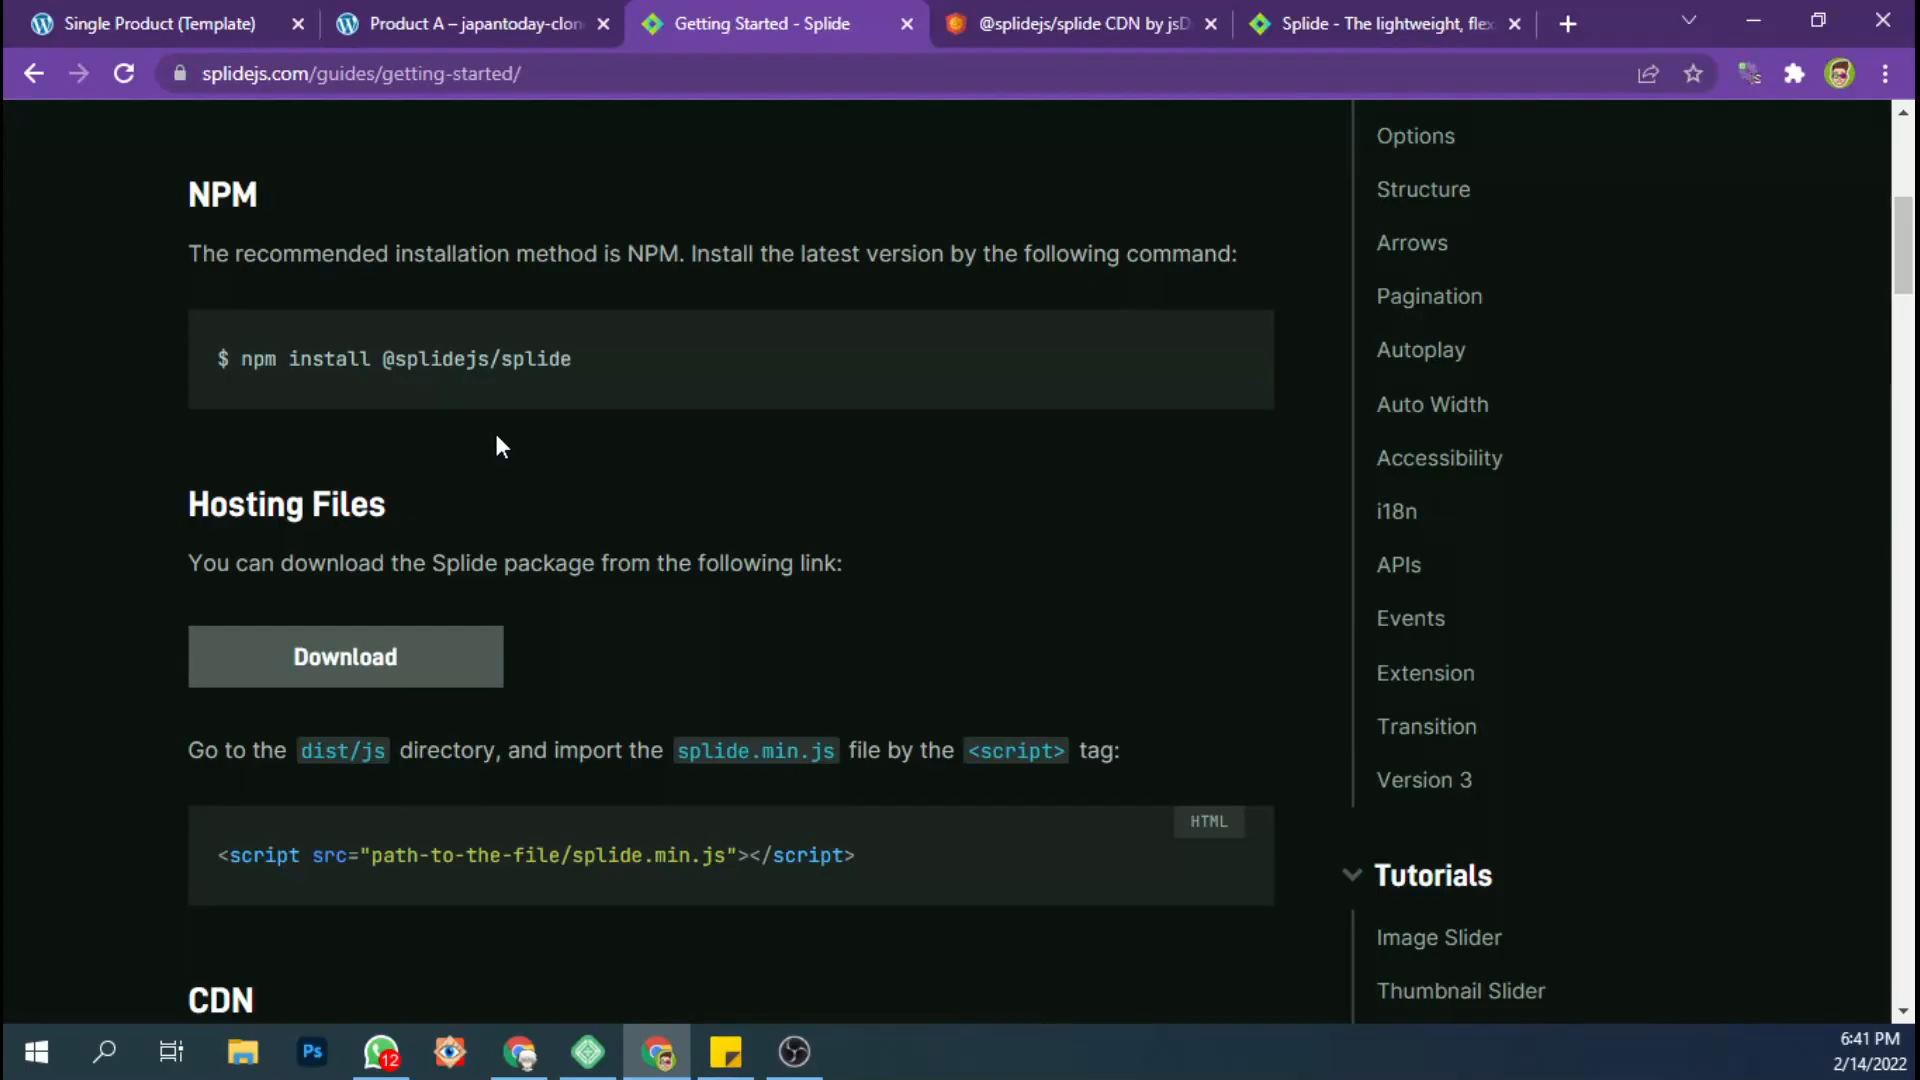 Single Product (Template)
Product A – japantoday-clon
Getting Started - Splide
@splidejs/splide CDN by jsD
Splide - The lightweight, flex
splidejs.com/guides/getting-started/
NPM
The recommended installation method is NPM. Install the latest version by the following command:
$ npm install @splidejs/splide
Hosting Files
You can download the Splide package from the following link:
Download
Go to the dist/js directory, and import the splide.min.js file by the <script> tag:
HTML
<script src="path-to-the-file/splide.min.js"></script>
CDN
Options
Structure
Arrows
Pagination
Autoplay
Auto Width
Accessibility
i18n
APIs
Events
Extension
Transition
Version 3
Tutorials
Image Slider
Thumbnail Slider
Ps
12
6:41 PM
2/14/2022